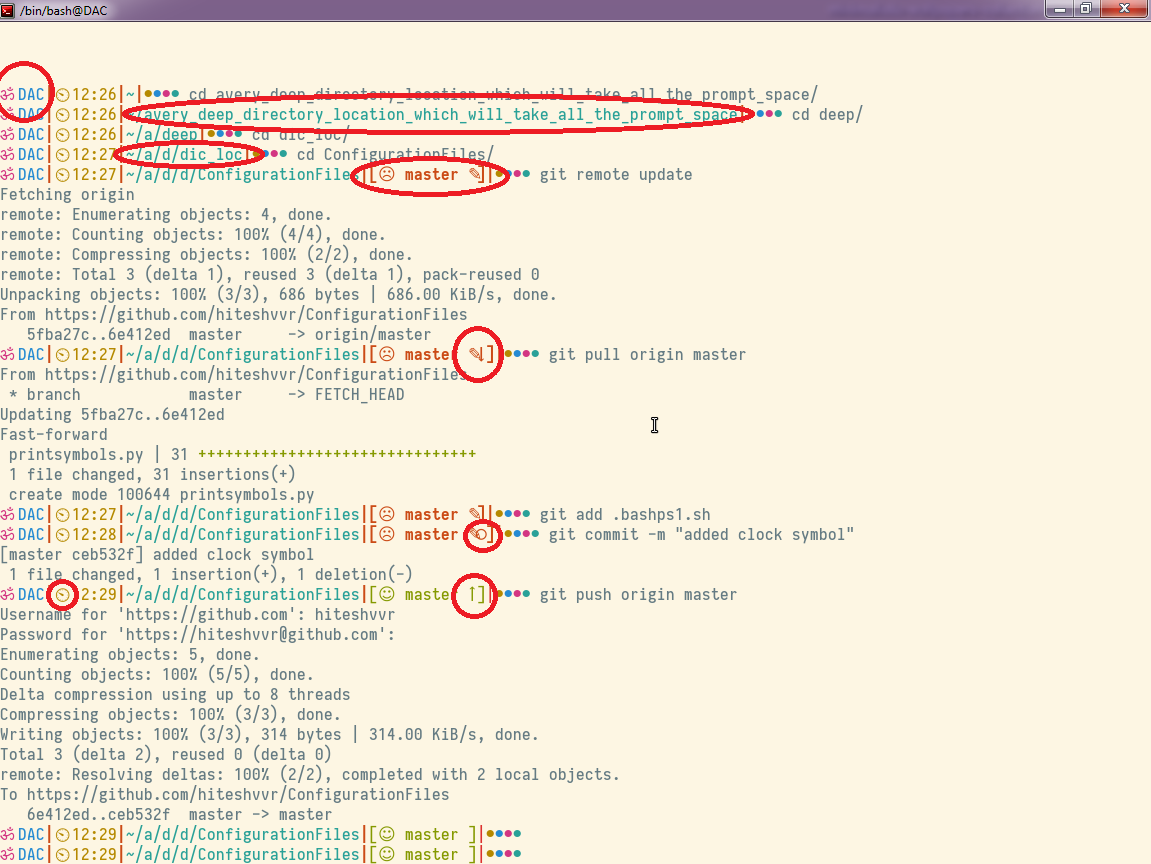 /bin/bash@DAC
ॐ DAC|⏲12:26|~|●●●● cd avery_deep_directory_location_which_will_take_all_the_prompt_space/
ॐ DAC|⏲12:26|~/avery_deep_directory_location_which_will_take_all_the_prompt_space|●●●● cd deep/
ॐ DAC|⏲12:26|~/a/deep|●●●● cd dic_loc/
ॐ DAC|⏲12:27|~/a/d/dic_loc|●●●● cd ConfigurationFiles/
ॐ DAC|⏲12:27|~/a/d/d/ConfigurationFiles|[☹ master ✎]|●●●● git remote update
Fetching origin
remote: Enumerating objects: 4, done.
remote: Counting objects: 100% (4/4), done.
remote: Compressing objects: 100% (2/2), done.
remote: Total 3 (delta 1), reused 3 (delta 1), pack-reused 0
Unpacking objects: 100% (3/3), 686 bytes | 686.00 KiB/s, done.
From https://github.com/hiteshvvr/ConfigurationFiles
   5fba27c..6e412ed  master     -> origin/master
ॐ DAC|⏲12:27|~/a/d/d/ConfigurationFiles|[☹ master ✎↓]|●●●● git pull origin master
From https://github.com/hiteshvvr/ConfigurationFiles
 * branch            master     -> FETCH_HEAD
Updating 5fba27c..6e412ed
Fast-forward
 printsymbols.py | 31 +++++++++++++++++++++++++++++++
 1 file changed, 31 insertions(+)
 create mode 100644 printsymbols.py
ॐ DAC|⏲12:27|~/a/d/d/ConfigurationFiles|[☹ master ✎]|●●●● git add .bashps1.sh
ॐ DAC|⏲12:28|~/a/d/d/ConfigurationFiles|[☹ master ✎○]|●●●● git commit -m "added clock symbol"
[master ceb532f] added clock symbol
 1 file changed, 1 insertion(+), 1 deletion(-)
ॐ DAC|⏲12:29|~/a/d/d/ConfigurationFiles|[☺ master ↑]|●●●● git push origin master
Username for 'https://github.com': hiteshvvr
Password for 'https://hiteshvvr@github.com':
Enumerating objects: 5, done.
Counting objects: 100% (5/5), done.
Delta compression using up to 8 threads
Compressing objects: 100% (3/3), done.
Writing objects: 100% (3/3), 314 bytes | 314.00 KiB/s, done.
Total 3 (delta 2), reused 0 (delta 0)
remote: Resolving deltas: 100% (2/2), completed with 2 local objects.
To https://github.com/hiteshvvr/ConfigurationFiles
   6e412ed..ceb532f  master -> master
ॐ DAC|⏲12:29|~/a/d/d/ConfigurationFiles|[☺ master ]|●●●●
ॐ DAC|⏲12:29|~/a/d/d/ConfigurationFiles|[☺ master ]|●●●●